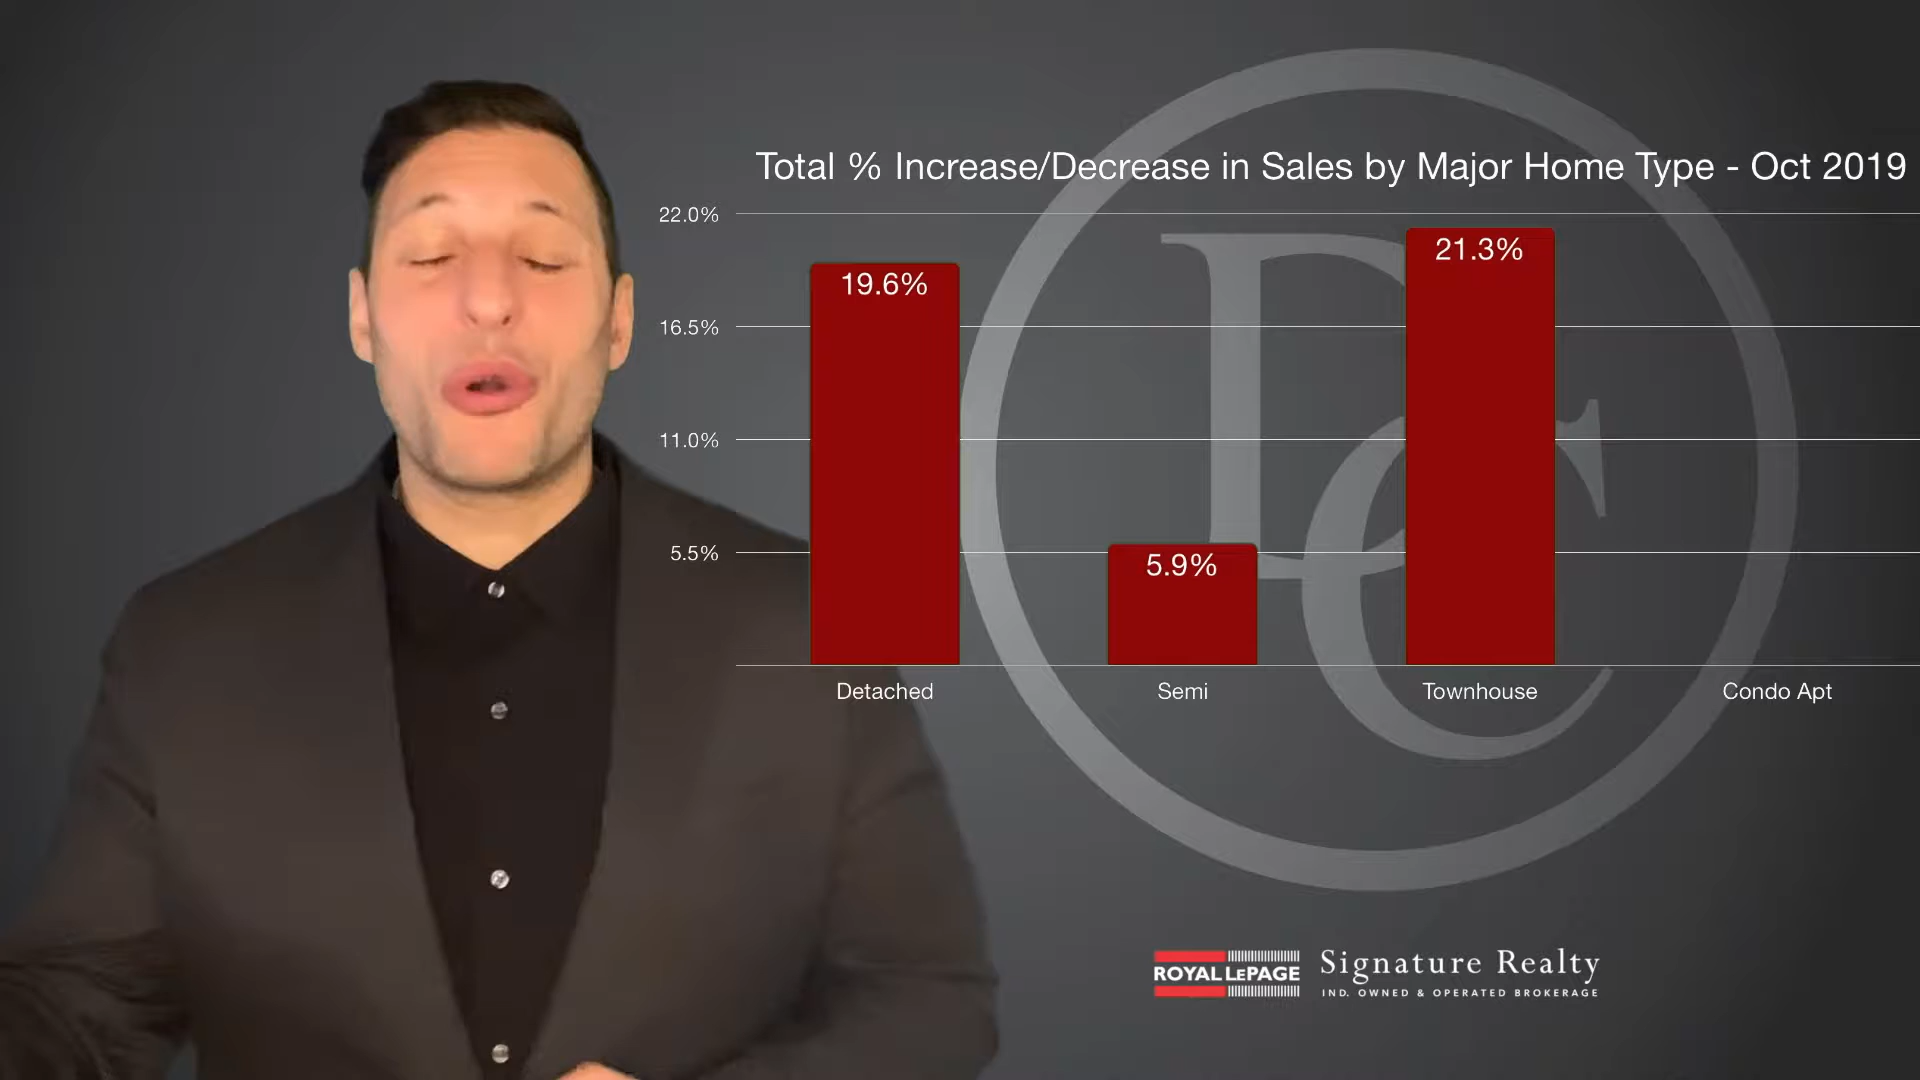 Total % Increase/Decrease in Sales by Major Home Type - Oct 2019
22.0%
16.5%
11.0%
5.5%
19.6%
5.9%
21.3%
Detached
Semi
Townhouse
Condo Apt
DC
ROYAL LEPAGE
Signature Realty
IND. OWNED & OPERATED BROKERAGE